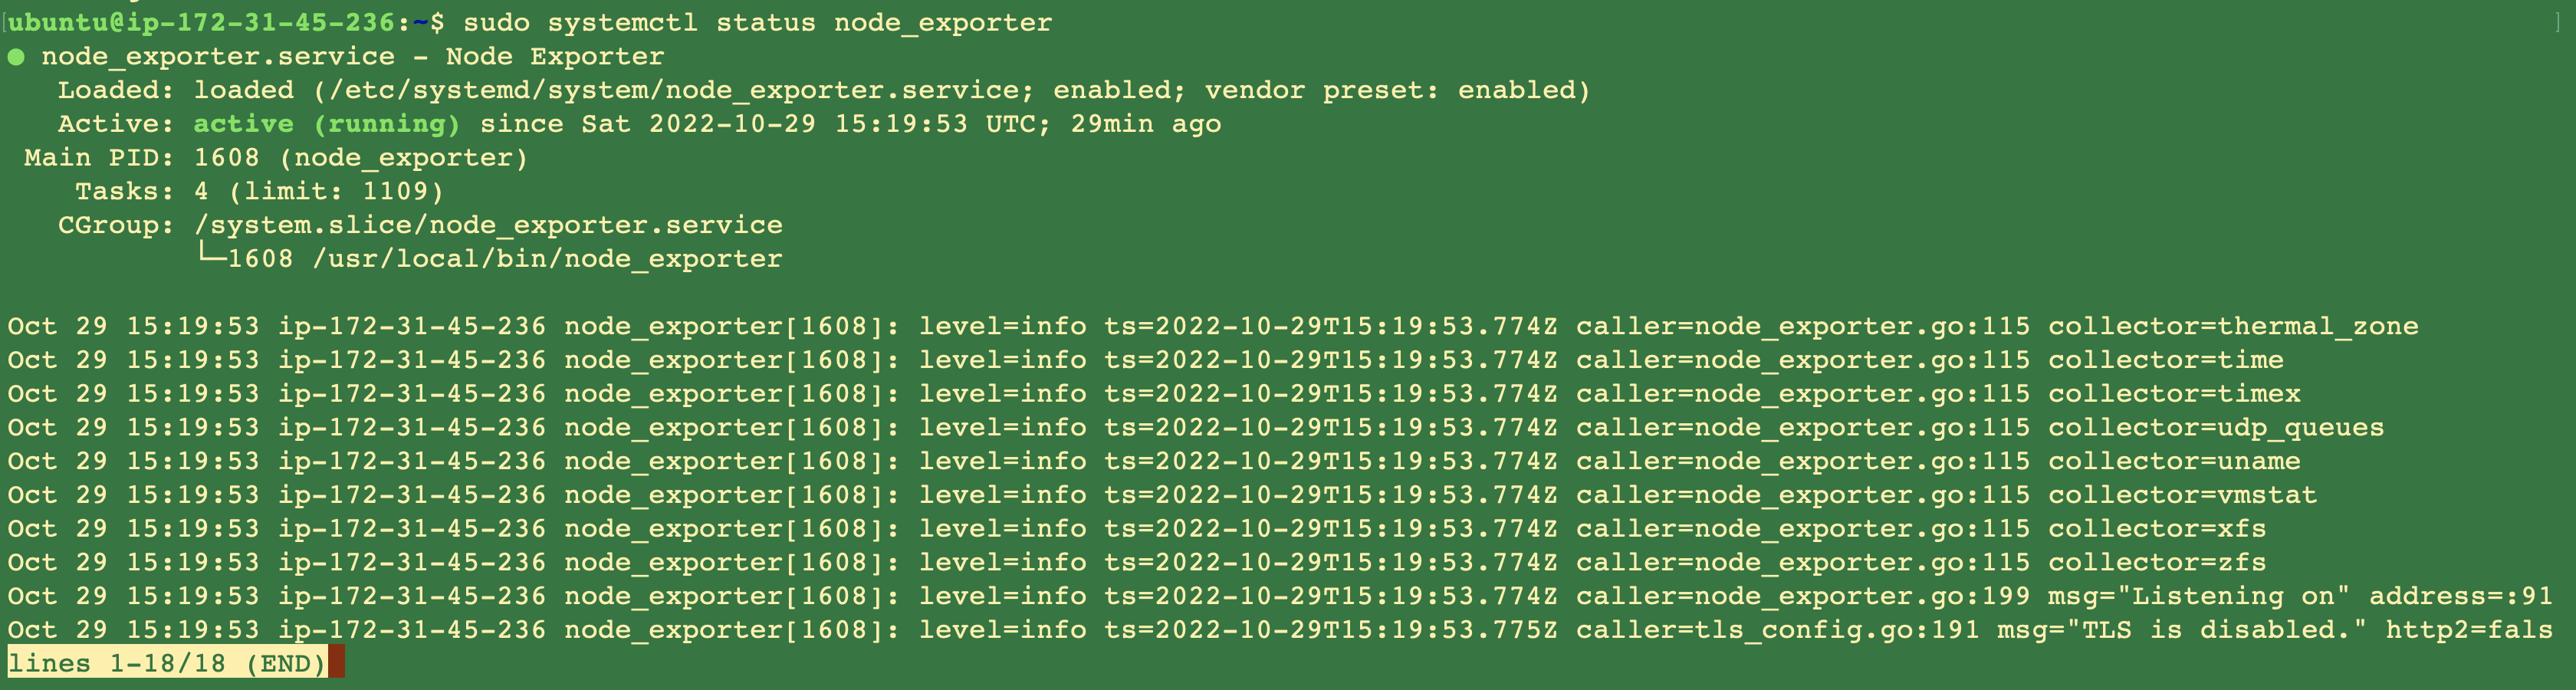 [ubuntu@ip-172-31-45-236:~$ sudo systemctl status node_exporter ]
● node_exporter.service - Node Exporter
   Loaded: loaded (/etc/systemd/system/node_exporter.service; enabled; vendor preset: enabled)
   Active: active (running) since Sat 2022-10-29 15:19:53 UTC; 29min ago
 Main PID: 1608 (node_exporter)
    Tasks: 4 (limit: 1109)
   CGroup: /system.slice/node_exporter.service
           └─1608 /usr/local/bin/node_exporter

Oct 29 15:19:53 ip-172-31-45-236 node_exporter[1608]: level=info ts=2022-10-29T15:19:53.774Z caller=node_exporter.go:115 collector=thermal_zone
Oct 29 15:19:53 ip-172-31-45-236 node_exporter[1608]: level=info ts=2022-10-29T15:19:53.774Z caller=node_exporter.go:115 collector=time
Oct 29 15:19:53 ip-172-31-45-236 node_exporter[1608]: level=info ts=2022-10-29T15:19:53.774Z caller=node_exporter.go:115 collector=timex
Oct 29 15:19:53 ip-172-31-45-236 node_exporter[1608]: level=info ts=2022-10-29T15:19:53.774Z caller=node_exporter.go:115 collector=udp_queues
Oct 29 15:19:53 ip-172-31-45-236 node_exporter[1608]: level=info ts=2022-10-29T15:19:53.774Z caller=node_exporter.go:115 collector=uname
Oct 29 15:19:53 ip-172-31-45-236 node_exporter[1608]: level=info ts=2022-10-29T15:19:53.774Z caller=node_exporter.go:115 collector=vmstat
Oct 29 15:19:53 ip-172-31-45-236 node_exporter[1608]: level=info ts=2022-10-29T15:19:53.774Z caller=node_exporter.go:115 collector=xfs
Oct 29 15:19:53 ip-172-31-45-236 node_exporter[1608]: level=info ts=2022-10-29T15:19:53.774Z caller=node_exporter.go:115 collector=zfs
Oct 29 15:19:53 ip-172-31-45-236 node_exporter[1608]: level=info ts=2022-10-29T15:19:53.774Z caller=node_exporter.go:199 msg="Listening on" address=:91
Oct 29 15:19:53 ip-172-31-45-236 node_exporter[1608]: level=info ts=2022-10-29T15:19:53.775Z caller=tls_config.go:191 msg="TLS is disabled." http2=fals
lines 1-18/18 (END)